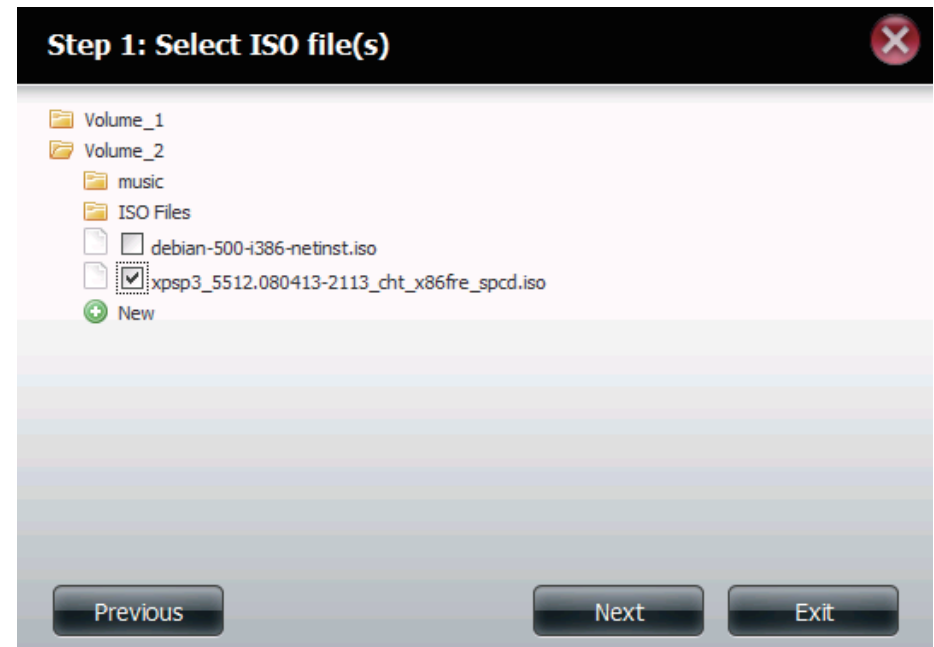 Step 1: Select ISO file(s)
Volume_1
Volume_2
music
ISO Files
debian-500-i386-netinst.iso
xpsp3_5512.080413-2113_cht_x86fre_spcd.iso
New
Previous Next Exit